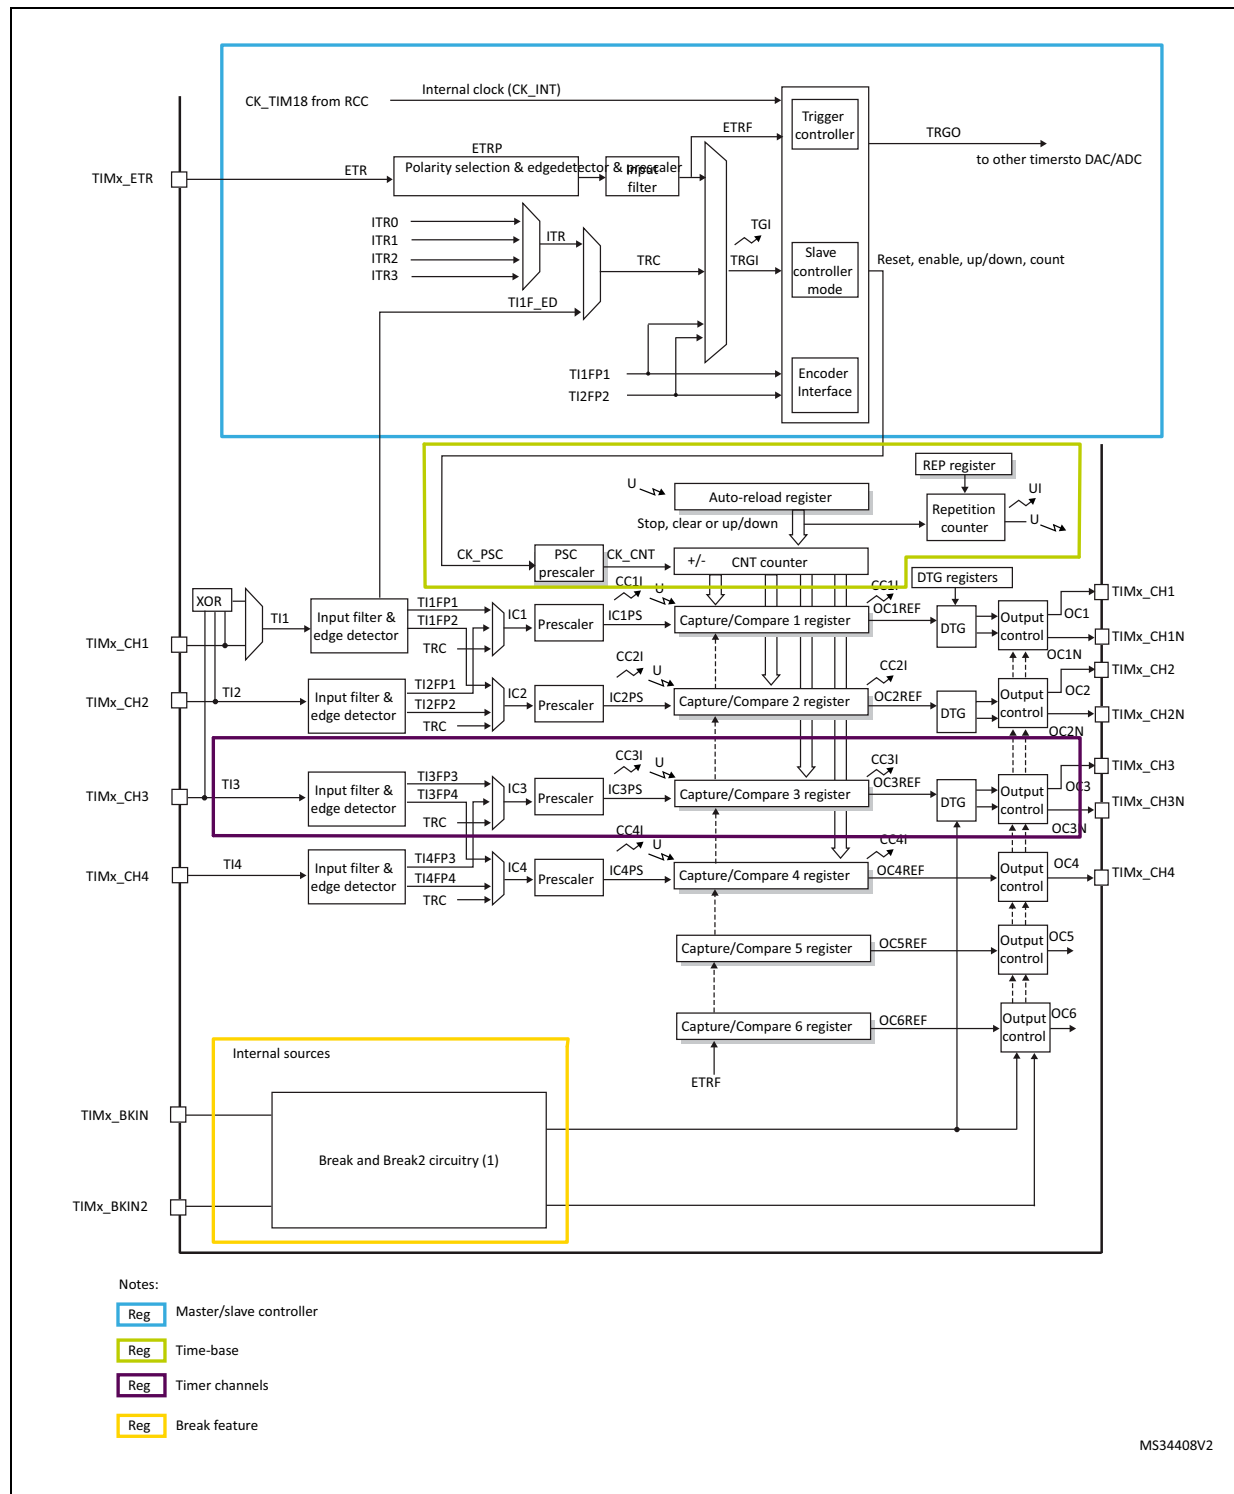 CK_TIM18 from RCC
Internal clock (CK_INT)
Trigger
controller
ETRF
TRGO
to other timersto DAC/ADC
ETRP
TIMx_ETR
ETR
Polarity selection & edgedetector & prescaler
Input
filter
ITR0
ITR1
ITR2
ITR3
ITR
TGI
TRC
TRGI
Slave
controller
mode
Reset, enable, up/down, count
TI1F_ED
TI1FP1
TI2FP2
Encoder
Interface
REP register
U
Auto-reload register
UI
Repetition
counter
U
Stop, clear or up/down
CK_PSC
PSC
prescaler
CK_CNT
+/-
CNT counter
DTG registers
XOR
TI1
Input filter &
edge detector
TI1FP1
TI1FP2
TRC
IC1
Prescaler
IC1PS
CC1I
U
Capture/Compare 1 register
CC1I
OC1REF
DTG
Output
control
OC1
TIMx_CH1
TIMx_CH1
OC1N
TIMx_CH1N
TIMx_CH2
TI2
Input filter &
edge detector
TI2FP1
TI2FP2
TRC
IC2
Prescaler
IC2PS
CC2I
U
Capture/Compare 2 register
CC2I
OC2REF
DTG
Output
control
OC2
TIMx_CH2
OC2N
TIMx_CH2N
TIMx_CH3
TI3
Input filter &
edge detector
TI3FP3
TI3FP4
TRC
IC3
Prescaler
IC3PS
CC3I
U
Capture/Compare 3 register
CC3I
OC3REF
DTG
Output
control
OC3
TIMx_CH3
OC3N
TIMx_CH3N
TIMx_CH4
TI4
Input filter &
edge detector
TI4FP3
TI4FP4
TRC
IC4
Prescaler
IC4PS
CC4I
U
Capture/Compare 4 register
CC4I
OC4REF
Output
control
OC4
TIMx_CH4
Capture/Compare 5 register
OC5REF
Output
control
OC5
Capture/Compare 6 register
OC6REF
Output
control
OC6
ETRF
Internal sources
TIMx_BKIN
Break and Break2 circuitry (1)
TIMx_BKIN2
Notes:
Reg
Master/slave controller
Reg
Time-base
Reg
Timer channels
Reg
Break feature
MS34408V2